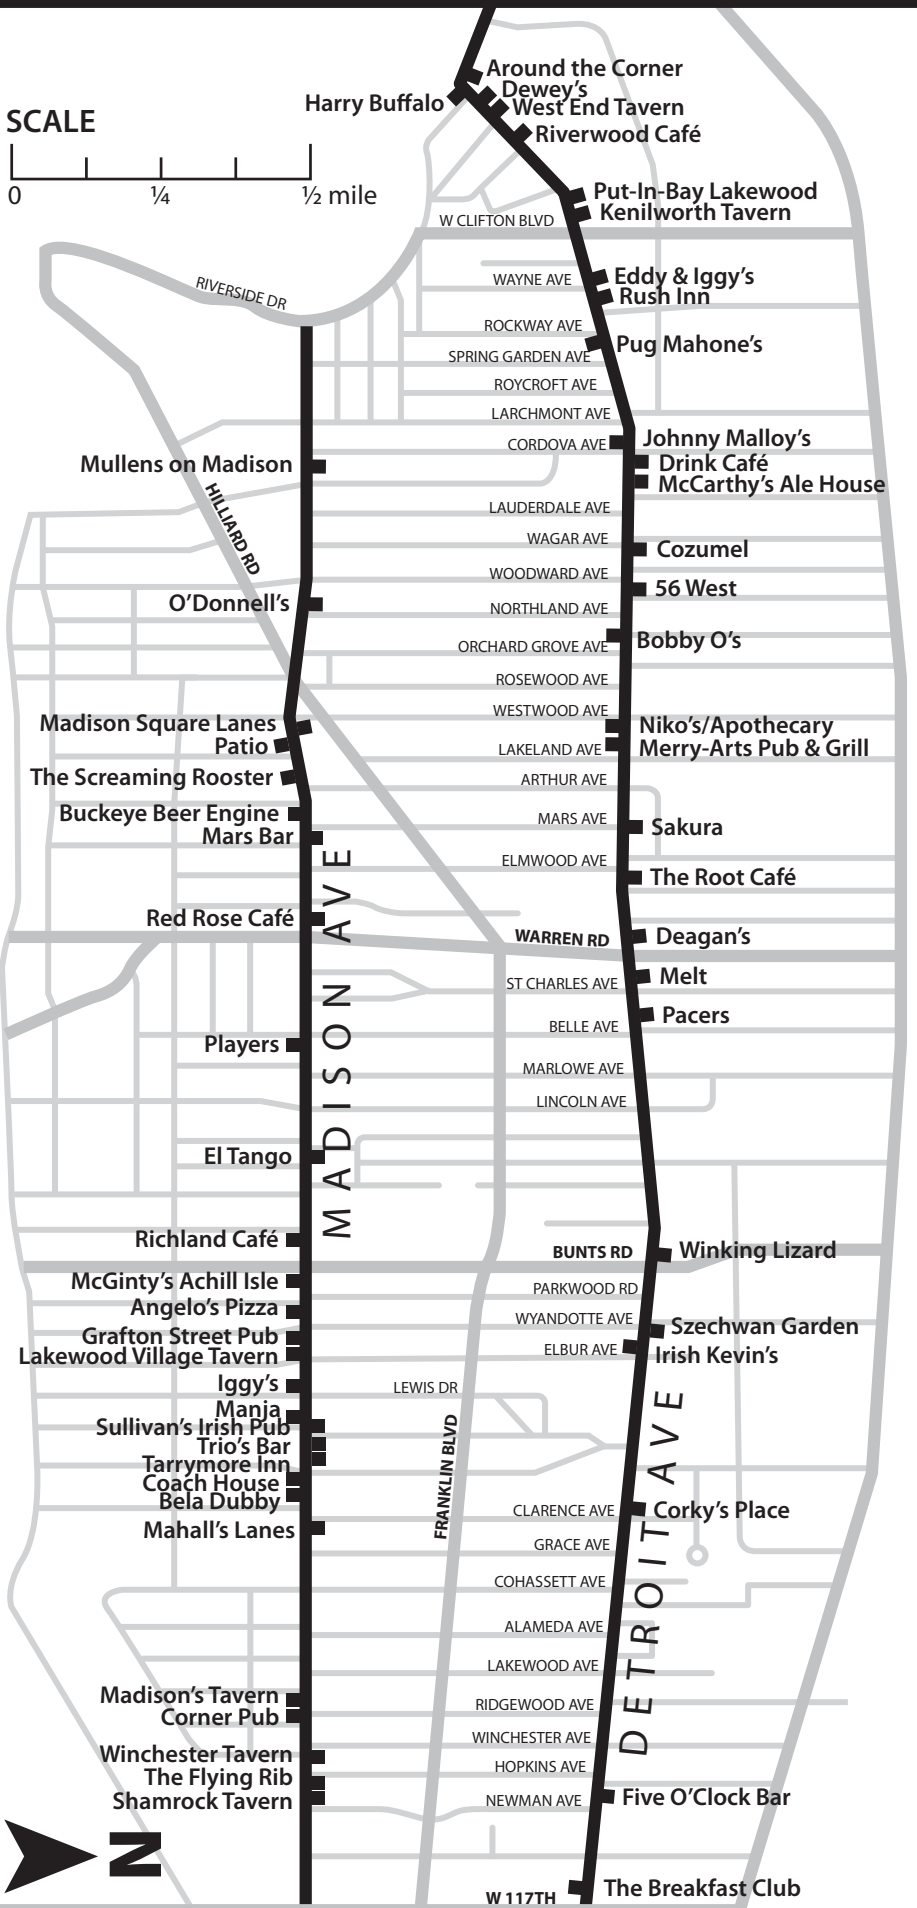 Around the Corner
Dewey's
Harry Buffalo
West End Tavern
SCALE
Riverwood Café
0 ¼ ½ mile
Put-In-Bay Lakewood
Kenilworth Tavern
W CLIFTON BLVD
WAYNE AVE
Eddy & Iggy's
RIVERSIDE DR
Rush Inn
ROCKWAY AVE
Pug Mahone's
SPRING GARDEN AVE
ROYCROFT AVE
LARCHMONT AVE
CORDOVA AVE
Johnny Malloy's
Mullens on Madison
Drink Café
McCarthy's Ale House
HILLIARD RD
LAUDERDALE AVE
WAGAR AVE
Cozumel
WOODWARD AVE
56 West
O'Donnell's
NORTHLAND AVE
ORCHARD GROVE AVE
Bobby O's
ROSEWOOD AVE
WESTWOOD AVE
Madison Square Lanes
Niko's/Apothecary
Patio
LAKELAND AVE
Merry-Arts Pub & Grill
The Screaming Rooster
ARTHUR AVE
Buckeye Beer Engine
MARS AVE
Sakura
Mars Bar
ELMWOOD AVE
The Root Café
Red Rose Café
WARREN RD
Deagan's
MADISON AVE
Melt
ST CHARLES AVE
Pacers
BELLE AVE
Players
MARLOWE AVE
LINCOLN AVE
El Tango
Richland Café
BUNTS RD
Winking Lizard
McGinty's Achill Isle
PARKWOOD RD
Angelo's Pizza
WYANDOTTE AVE
Szechwan Garden
Grafton Street Pub
ELBUR AVE
Irish Kevin's
Lakewood Village Tavern
Iggy's
LEWIS DR
Manja
Sullivan's Irish Pub
Trio's Bar
Tarrymore Inn
Coach House
Bela Dubby
FRANKLIN BLVD
CLARENCE AVE
Corky's Place
Mahall's Lanes
GRACE AVE
COHASSETT AVE
DETROIT AVE
ALAMEDA AVE
LAKEWOOD AVE
Madison's Tavern
RIDGEWOOD AVE
Corner Pub
WINCHESTER AVE
Winchester Tavern
HOPKINS AVE
The Flying Rib
NEWMAN AVE
Five O'Clock Bar
Shamrock Tavern
N
The Breakfast Club
W 117TH